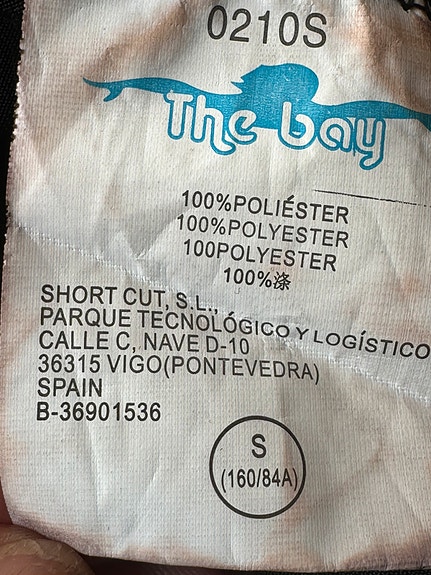 0210S
The bay
100%POLIÉSTER
100%POLYESTER
100POLYESTER
100%涤
SHORT CUT, S.L.,
PARQUE TECNOLÓGICO Y LOGÍSTICO
CALLE C, NAVE D-10
36315 VIGO(PONTEVEDRA)
SPAIN
B-36901536
S
(160/84A)